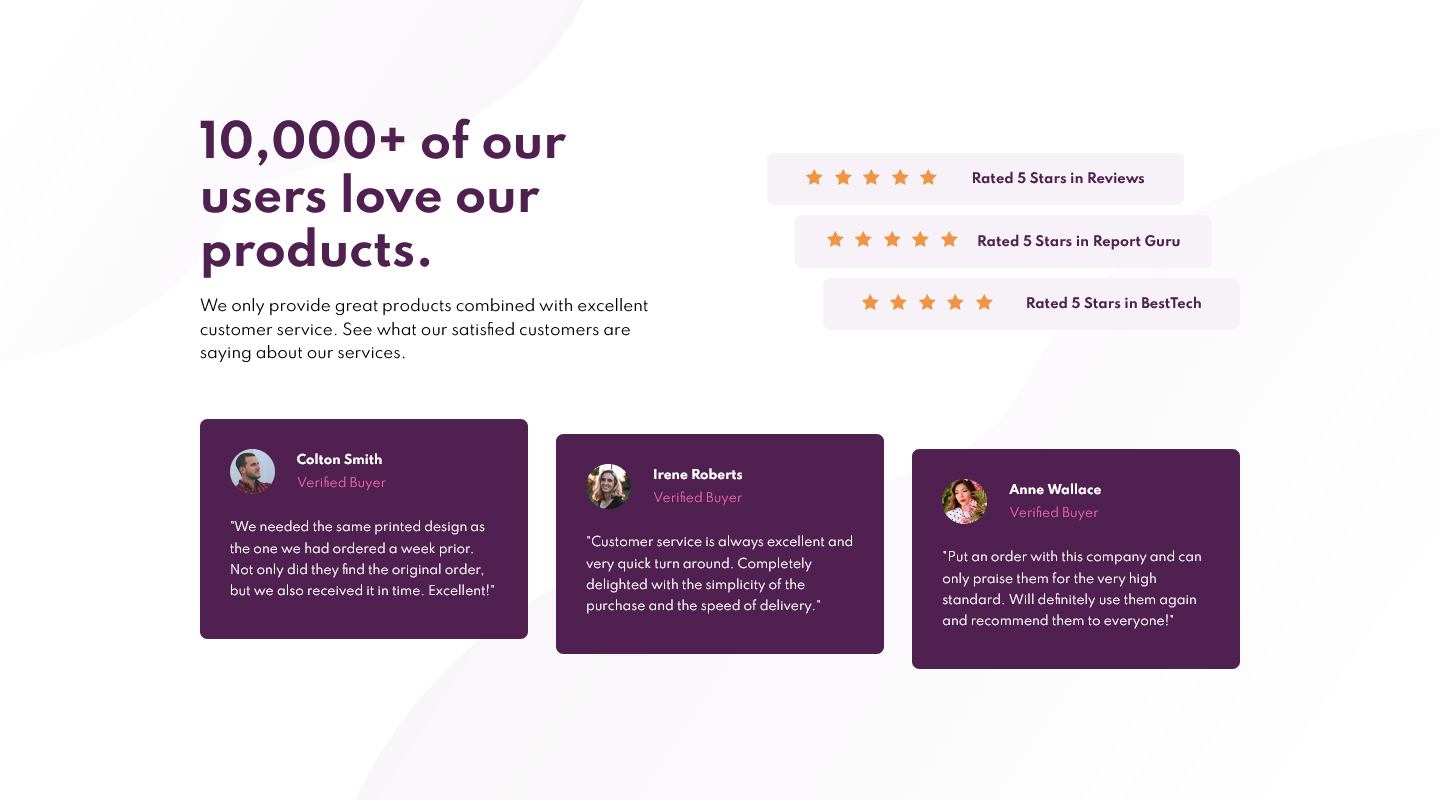 10,000+ of our
users love our
products.
We only provide great products combined with excellent
customer service. See what our satisfied customers are
saying about our services.
Rated 5 Stars in Reviews
Rated 5 Stars in Report Guru
Rated 5 Stars in BestTech
Colton Smith
Verified Buyer
"We needed the same printed design as
the one we had ordered a week prior.
Not only did they find the original order,
but we also received it in time. Excellent!"
Irene Roberts
Verified Buyer
"Customer service is always excellent and
very quick turn around. Completely
delighted with the simplicity of the
purchase and the speed of delivery."
Anne Wallace
Verified Buyer
"Put an order with this company and can
only praise them for the very high
standard. Will definitely use them again
and recommend them to everyone!"